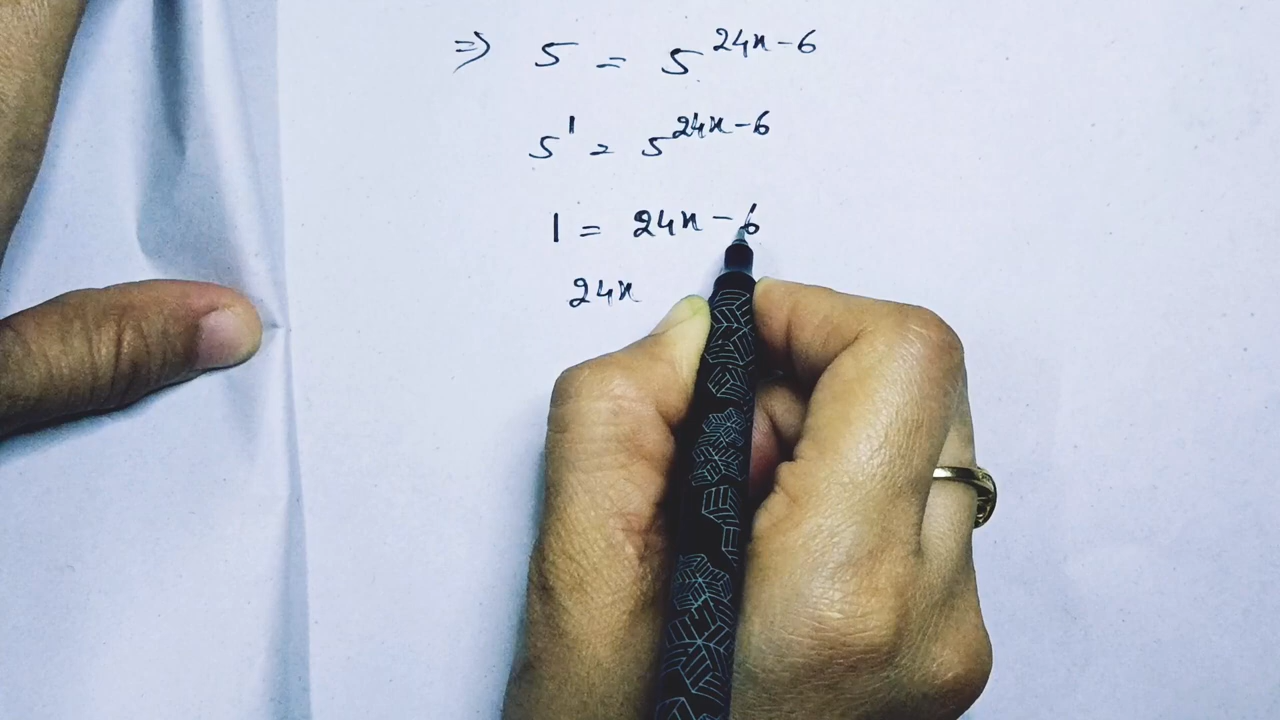 ⇒ 5 = 5^{24x-6}
5^1 = 5^{24x-6}
1 = 24x - 6
24x